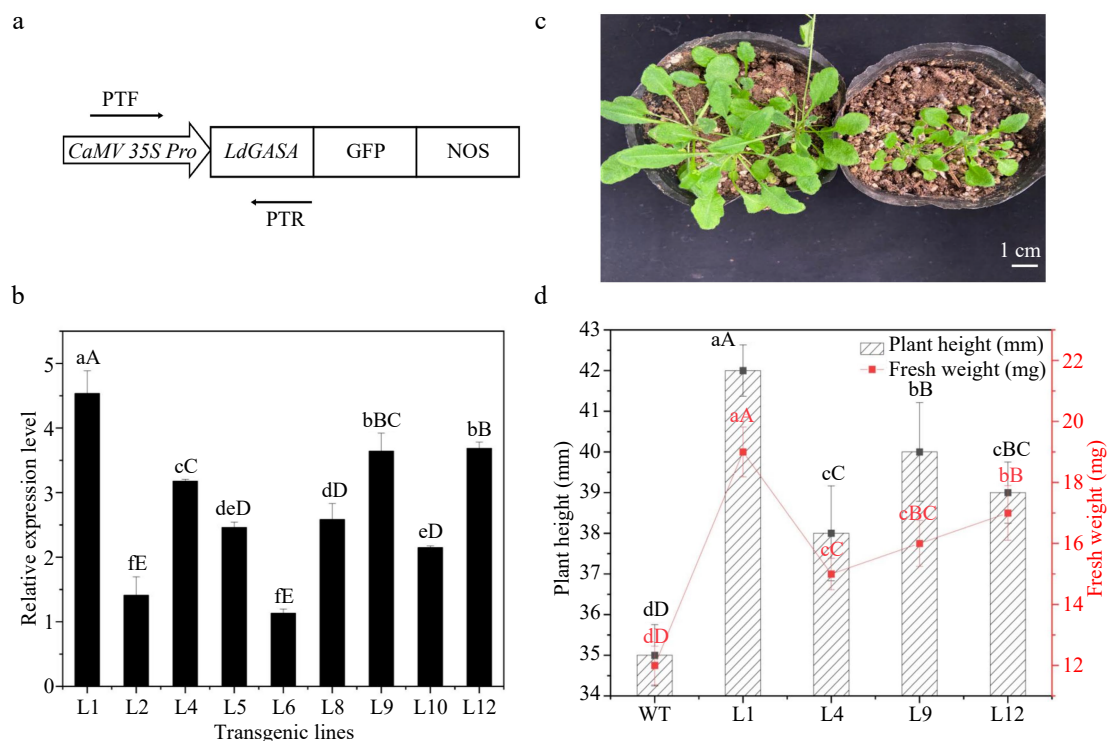 a
PTF
CaMV 35S Pro LdGASA GFP NOS
PTR
b
Relative expression level
5
4
3
2
1
0
aA
fE
cC
deD
fE
dD
bBC
eD
bB
L1 L2 L4 L5 L6 L8 L9 L10 L12
Transgenic lines
c
1 cm
d
Plant height (mm)
43
42
41
40
39
38
37
36
35
34
Plant height (mm)
Fresh weight (mg)
dD
aA
cC
bB
cBC
dD
aA
cC
cBC
bB
WT L1 L4 L9 L12
22
20
18
16
14
12
Fresh weight (mg)